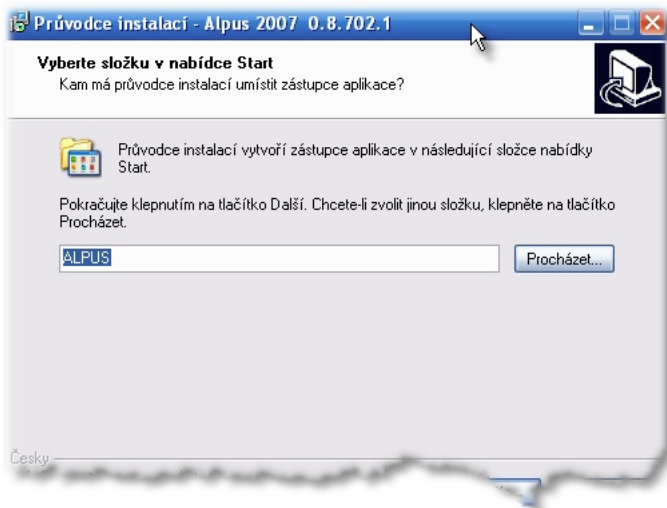 Průvodce instalací - Alpus 2007  0.8.702.1
Vyberte složku v nabídce Start
Kam má průvodce instalací umístit zástupce aplikace?
Průvodce instalací vytvoří zástupce aplikace v následující složce nabídky
Start.
Pokračujte klepnutím na tlačítko Další. Chcete-li zvolit jinou složku, klepněte na tlačítko
Procházet.
ALPUS
Procházet...
Česky